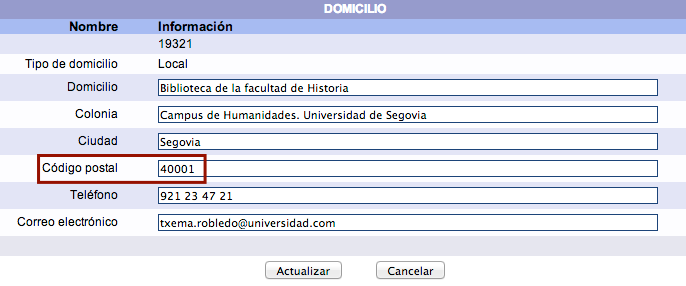 DOMICILIO
Nombre Información
19321
Tipo de domicilio Local
Domicilio Biblioteca de la facultad de Historia
Colonia Campus de Humanidades. Universidad de Segovia
Ciudad Segovia
Código postal 40001
Teléfono 921 23 47 21
Correo electrónico txema.robledo@universidad.com
Actualizar Cancelar